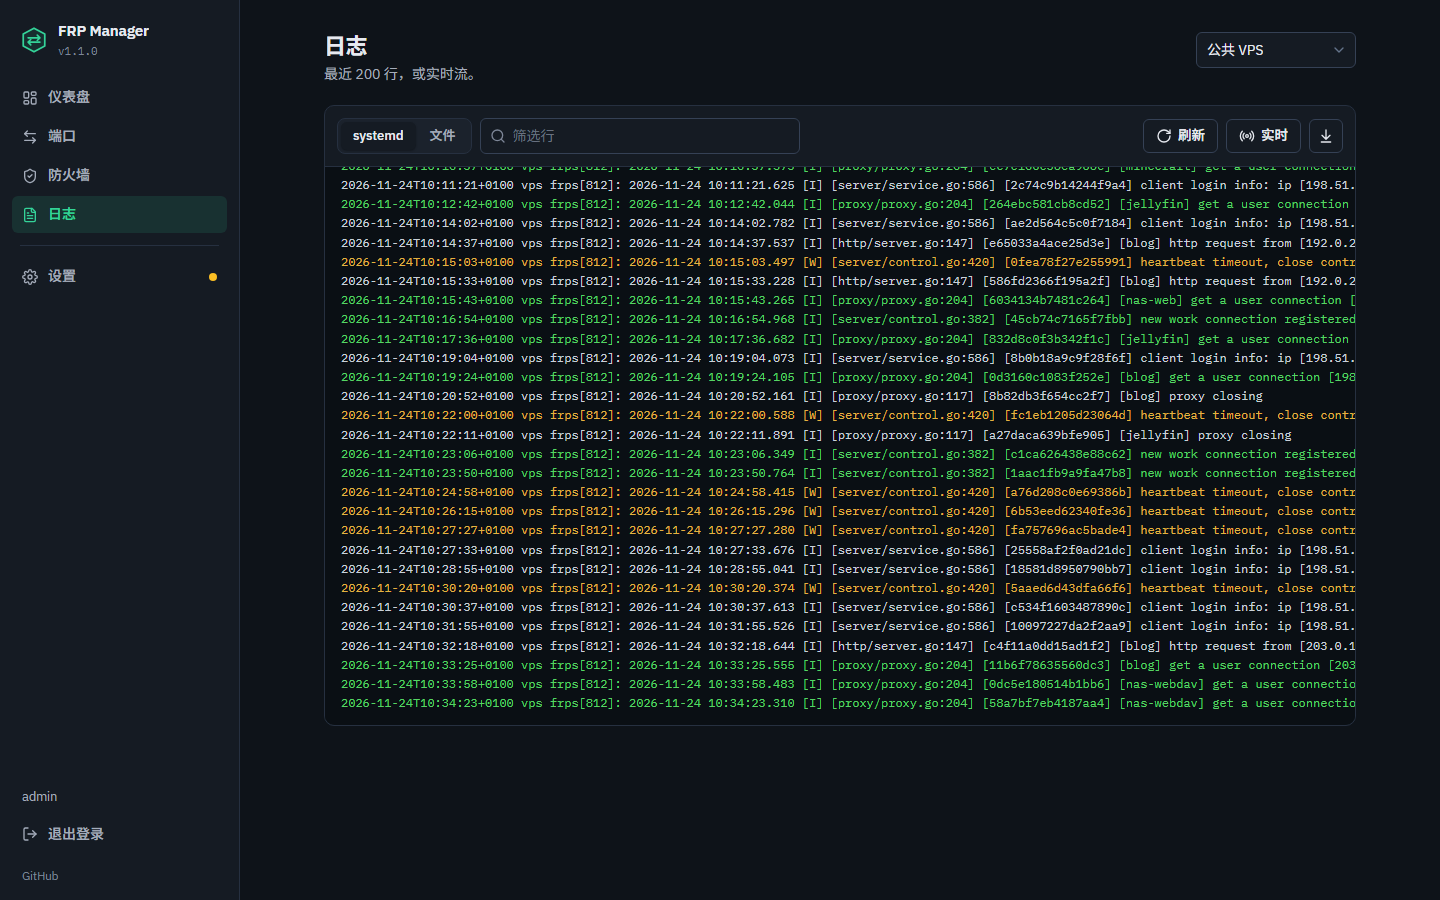 FRP Manager
v1.1.0
仪表盘
端口
防火墙
日志
设置
admin
退出登录
GitHub
日志
最近 200 行，或实时流。
公共 VPS
systemd
文件
筛选行
刷新
实时
2026-11-24T10:11:21+0100 vps frps[812]: 2026-11-24 10:11:21.625 [I] [server/service.go:586] [2c74c9b14244f9a4] client login info: ip [198.51.
2026-11-24T10:12:42+0100 vps frps[812]: 2026-11-24 10:12:42.044 [I] [proxy/proxy.go:204] [264ebc581cb8cd52] [jellyfin] get a user connection
2026-11-24T10:14:02+0100 vps frps[812]: 2026-11-24 10:14:02.782 [I] [server/service.go:586] [ae2d564c5c0f7184] client login info: ip [198.51.
2026-11-24T10:14:37+0100 vps frps[812]: 2026-11-24 10:14:37.537 [I] [http/server.go:147] [e65033a4ace25d3e] [blog] http request from [192.0.2
2026-11-24T10:15:03+0100 vps frps[812]: 2026-11-24 10:15:03.497 [W] [server/control.go:420] [0fea78f27e255991] heartbeat timeout, close contr
2026-11-24T10:15:33+0100 vps frps[812]: 2026-11-24 10:15:33.228 [I] [http/server.go:147] [586fd2366f195a2f] [blog] http request from [192.0.2
2026-11-24T10:15:43+0100 vps frps[812]: 2026-11-24 10:15:43.265 [I] [proxy/proxy.go:204] [6034134b7481c264] [nas-web] get a user connection [
2026-11-24T10:16:54+0100 vps frps[812]: 2026-11-24 10:16:54.968 [I] [server/control.go:382] [45cb74c7165f7fbb] new work connection registered
2026-11-24T10:17:36+0100 vps frps[812]: 2026-11-24 10:17:36.682 [I] [proxy/proxy.go:204] [832d8c0f3b342f1c] [jellyfin] get a user connection
2026-11-24T10:19:04+0100 vps frps[812]: 2026-11-24 10:19:04.073 [I] [server/service.go:586] [8b0b18a9c9f28f6f] client login info: ip [198.51.
2026-11-24T10:19:24+0100 vps frps[812]: 2026-11-24 10:19:24.105 [I] [proxy/proxy.go:204] [0d3160c1083f252e] [blog] get a user connection [198
2026-11-24T10:20:52+0100 vps frps[812]: 2026-11-24 10:20:52.161 [I] [proxy/proxy.go:117] [8b82db3f654cc2f7] [blog] proxy closing
2026-11-24T10:22:00+0100 vps frps[812]: 2026-11-24 10:22:00.588 [W] [server/control.go:420] [fc1eb1205d23064d] heartbeat timeout, close contr
2026-11-24T10:22:11+0100 vps frps[812]: 2026-11-24 10:22:11.891 [I] [proxy/proxy.go:117] [a27daca639bfe905] [jellyfin] proxy closing
2026-11-24T10:23:06+0100 vps frps[812]: 2026-11-24 10:23:06.349 [I] [server/control.go:382] [c1ca626438e88c62] new work connection registered
2026-11-24T10:23:50+0100 vps frps[812]: 2026-11-24 10:23:50.764 [I] [server/control.go:382] [1aac1fb9a9fa47b8] new work connection registered
2026-11-24T10:24:58+0100 vps frps[812]: 2026-11-24 10:24:58.415 [W] [server/control.go:420] [a76d208c0e69386b] heartbeat timeout, close contr
2026-11-24T10:26:15+0100 vps frps[812]: 2026-11-24 10:26:15.296 [W] [server/control.go:420] [6b53eed62340fe36] heartbeat timeout, close contr
2026-11-24T10:27:27+0100 vps frps[812]: 2026-11-24 10:27:27.280 [W] [server/control.go:420] [fa757696ac5bade4] heartbeat timeout, close contr
2026-11-24T10:27:33+0100 vps frps[812]: 2026-11-24 10:27:33.676 [I] [server/service.go:586] [25558af2f0ad21dc] client login info: ip [198.51.
2026-11-24T10:28:55+0100 vps frps[812]: 2026-11-24 10:28:55.041 [I] [server/service.go:586] [18581d8950790bb7] client login info: ip [198.51.
2026-11-24T10:30:20+0100 vps frps[812]: 2026-11-24 10:30:20.374 [W] [server/control.go:420] [5aaed6d43dfa66f6] heartbeat timeout, close contr
2026-11-24T10:30:37+0100 vps frps[812]: 2026-11-24 10:30:37.613 [I] [server/service.go:586] [c534f1603487890c] client login info: ip [198.51.
2026-11-24T10:31:55+0100 vps frps[812]: 2026-11-24 10:31:55.526 [I] [server/service.go:586] [10097227da2f2aa9] client login info: ip [198.51.
2026-11-24T10:32:18+0100 vps frps[812]: 2026-11-24 10:32:18.644 [I] [http/server.go:147] [c4f11a0dd15ad1f2] [blog] http request from [203.0.1
2026-11-24T10:33:25+0100 vps frps[812]: 2026-11-24 10:33:25.555 [I] [proxy/proxy.go:204] [11b6f78635560dc3] [blog] get a user connection [203
2026-11-24T10:33:58+0100 vps frps[812]: 2026-11-24 10:33:58.483 [I] [proxy/proxy.go:204] [0dc5e180514b1bb6] [nas-webdav] get a user connectio
2026-11-24T10:34:23+0100 vps frps[812]: 2026-11-24 10:34:23.310 [I] [proxy/proxy.go:204] [58a7bf7eb4187aa4] [nas-webdav] get a user connectio